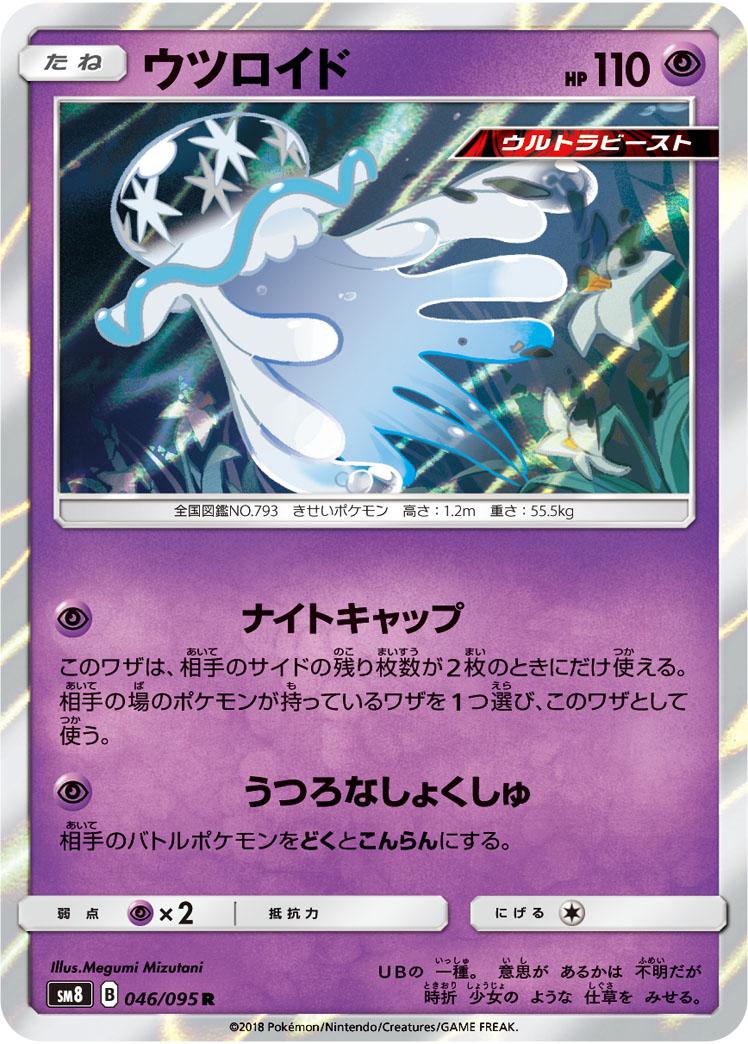 たね ウツロイド HP 110
ウルトラビースト
全国図鑑NO.793 きせいポケモン 高さ：1.2m 重さ：55.5kg
ナイトキャップ
このワザは、相手のサイドの残り枚数が2枚のときにだけ使える。
相手の場のポケモンが持っているワザを1つ選び、このワザとして
使う。
うつろなしょくしゅ
相手のバトルポケモンをどくとこんらんにする。
弱点 ×2 抵抗力 にげる
Illus.Megumi Mizutani
SM8 B 046/095 R
UBの 一種。 意思が あるかは 不明だが
時折 少女の ような 仕草を みせる。
©2018 Pokémon/Nintendo/Creatures/GAME FREAK.